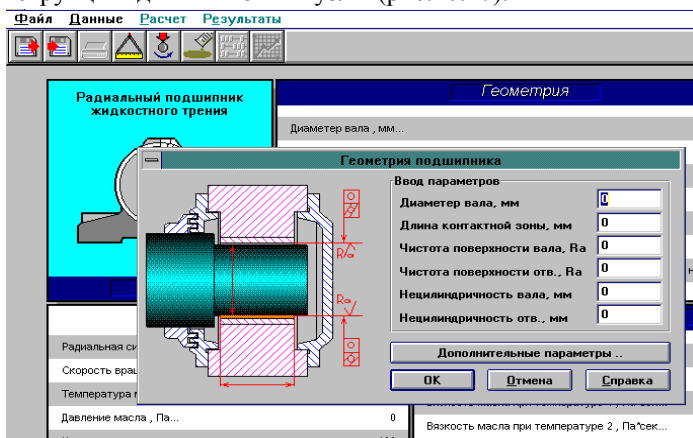 Файл Данные Расчет Результаты
Радиальный подшипник
жидкостного трения
Геометрия
Диаметер вала , мм...
Геометрия подшипника
Ввод параметров
Диаметер вала, мм 0
Длина контактной зоны, мм 0
Чистота поверхности вала, Ra 0
Чистота поверхности отв., Ra 0
Нецилиндричность вала, мм 0
Нецилиндричность отв., мм 0
Ra
Ra
Дополнительные параметры ..
OK Отмена Справка
Радиальная си
Скорость вращ
Температура
Давление масла , Па... 0
Вязкость масла при температуре 2 , Па*сек...